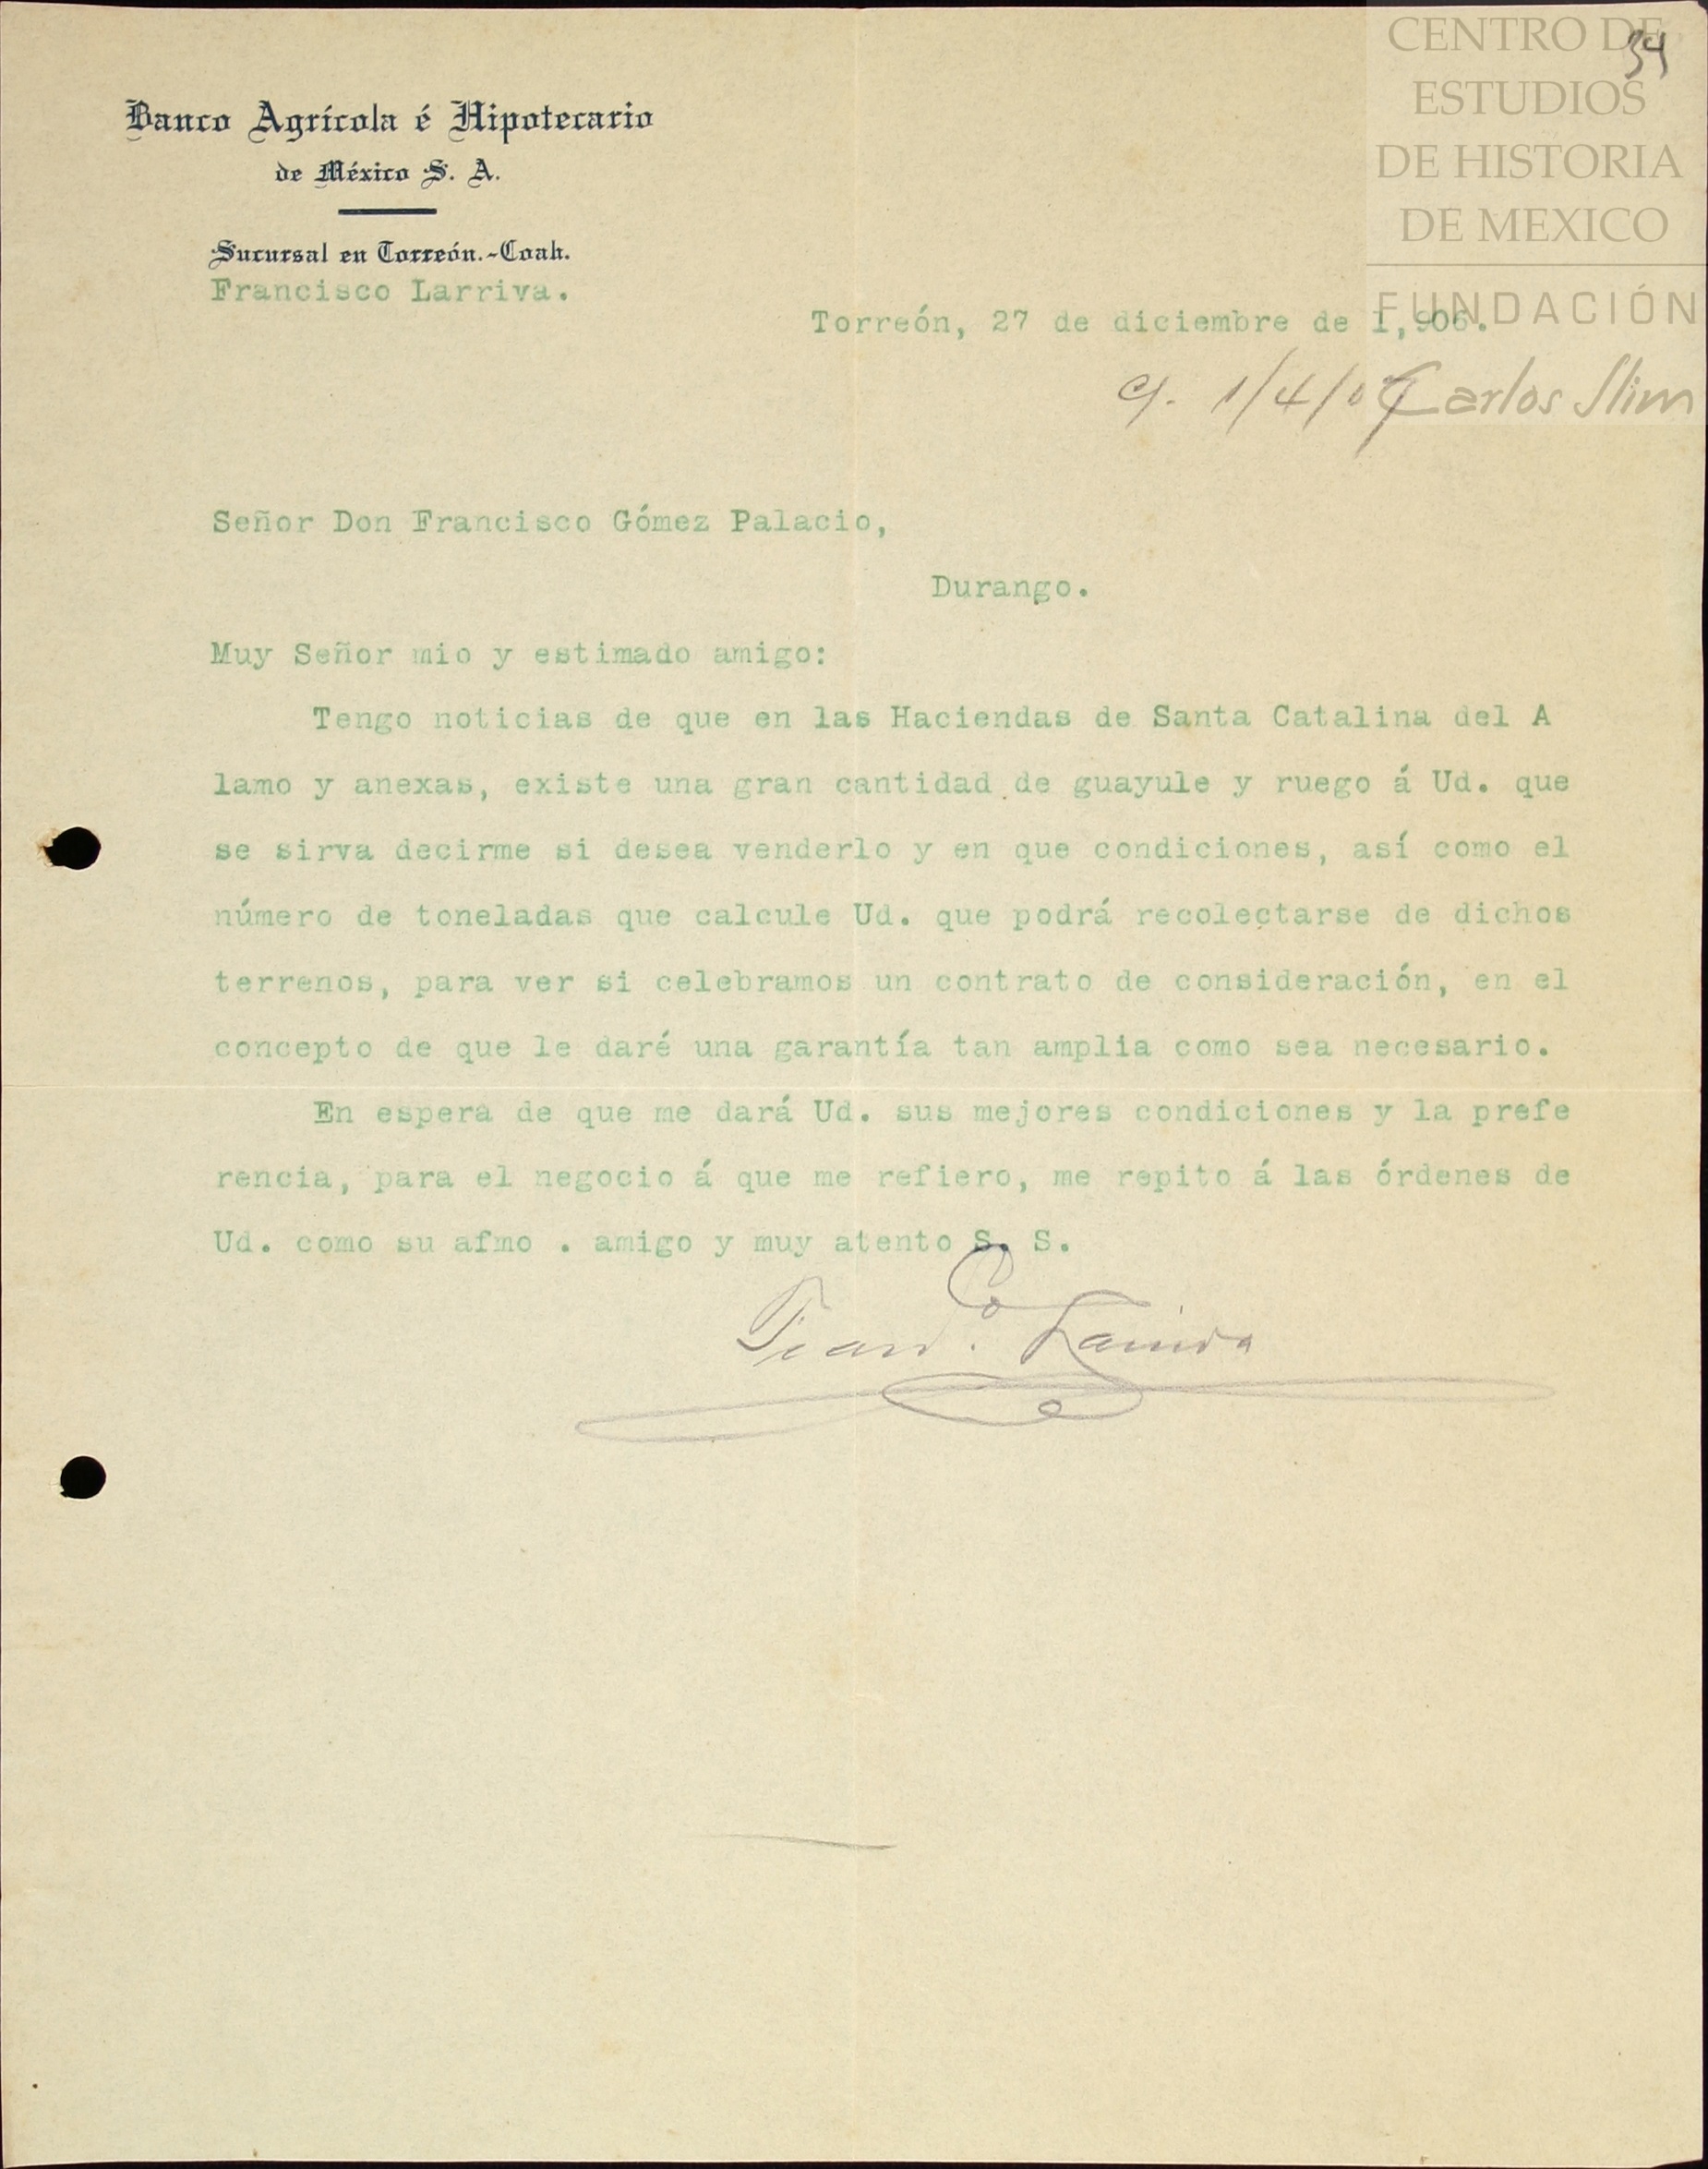 CENTRO DE
ESTUDIOS
DE HISTORIA
DE MEXICO
FUNDACIÓN
Carlos Slim
34
Banco Agrícola é Hipotecario
de México S. A.
Sucursal en Torreón.-Coah.
Francisco Larriva.
Torreón, 27 de diciembre de 1,906.
c/. 1/4/07
Señor Don Francisco Gómez Palacio,
Durango.
Muy Señor mio y estimado amigo:
Tengo noticias de que en las Haciendas de Santa Catalina del A
lamo y anexas, existe una gran cantidad de guayule y ruego á Ud. que
se sirva decirme si desea venderlo y en que condiciones, así como el
número de toneladas que calcule Ud. que podrá recolectarse de dichos
terrenos, para ver si celebramos un contrato de consideración, en el
concepto de que le daré una garantía tan amplia como sea necesario.
En espera de que me dará Ud. sus mejores condiciones y la prefe
rencia, para el negocio á que me refiero, me repito á las órdenes de
Ud. como su afmo . amigo y muy atento S. S.
Larriva